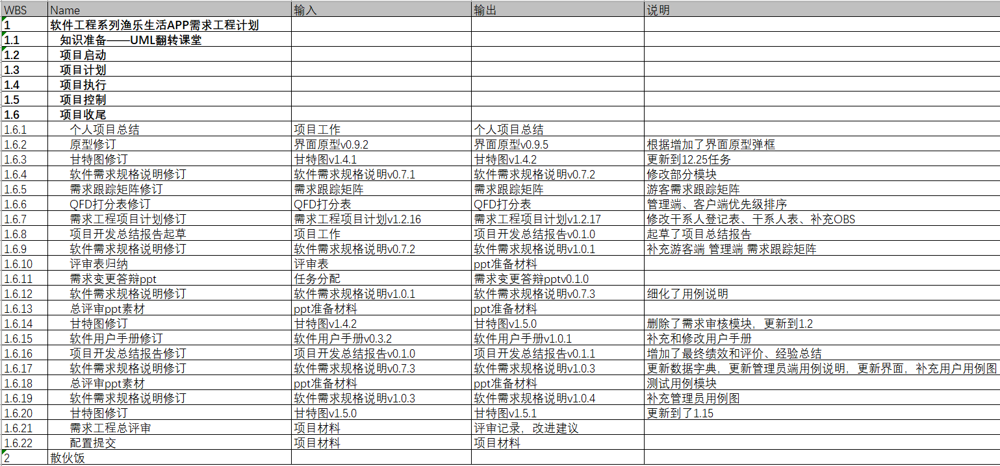 WBS Name 输入 输出 说明
1 软件工程系列渔乐生活APP需求工程计划
1.1 知识准备——UML翻转课堂
1.2 项目启动
1.3 项目计划
1.4 项目执行
1.5 项目控制
1.6 项目收尾
1.6.1 个人项目总结 项目工作 个人项目总结
1.6.2 原型修订 界面原型v0.9.2 界面原型v0.9.5 根据增加了界面原型弹框
1.6.3 甘特图修订 甘特图v1.4.1 甘特图v1.4.2 更新到12.25任务
1.6.4 软件需求规格说明修订 软件需求规格说明v0.7.1 软件需求规格说明v0.7.2 修改部分模块
1.6.5 需求跟踪矩阵修订 需求跟踪矩阵 需求跟踪矩阵 游客需求跟踪矩阵
1.6.6 QFD打分表修订 QFD打分表 QFD打分表 管理端、客户端优先级排序
1.6.7 需求工程项目计划修订 需求工程项目计划v1.2.16 需求工程项目计划v1.2.17 修改干系人登记表、干系人表、补充OBS
1.6.8 项目开发总结报告起草 项目工作 项目开发总结报告v0.1.0 起草了项目总结报告
1.6.9 软件需求规格说明修订 软件需求规格说明v0.7.2 软件需求规格说明v1.0.1 补充游客端 管理端 需求跟踪矩阵
1.6.10 评审表归纳 评审表 ppt准备材料
1.6.11 需求变更答辩ppt 任务分配 需求变更答辩pptv0.1.0
1.6.12 软件需求规格说明修订 软件需求规格说明v1.0.1 软件需求规格说明v0.7.3 细化了用例说明
1.6.13 总评审ppt素材 ppt准备材料 ppt准备材料
1.6.14 甘特图修订 甘特图v1.4.2 甘特图v1.5.0 删除了需求审核模块，更新到1.2
1.6.15 软件用户手册修订 软件用户手册v0.3.2 软件用户手册v1.0.1 补充和修改用户手册
1.6.16 项目开发总结报告修订 项目开发总结报告v0.1.0 项目开发总结报告v0.1.1 增加了最终绩效和评价、经验总结
1.6.17 软件需求规格说明修订 软件需求规格说明v0.7.3 软件需求规格说明v1.0.3 更新数据字典，更新管理员端用例说明，更新界面，补充用户用例图
1.6.18 总评审ppt素材 ppt准备材料 ppt准备材料 测试用例模块
1.6.19 软件需求规格说明修订 软件需求规格说明v1.0.3 软件需求规格说明v1.0.4 补充管理员用例图
1.6.20 甘特图修订 甘特图v1.5.0 甘特图v1.5.1 更新到了1.15
1.6.21 需求工程总评审 项目材料 评审记录，改进建议
1.6.22 配置提交 项目材料 项目材料
2 散伙饭